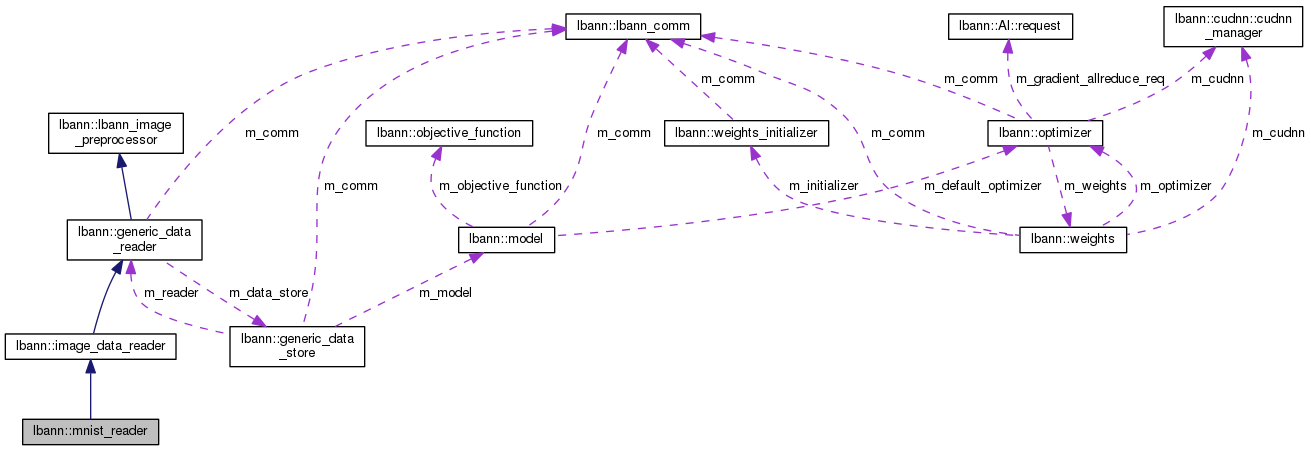 lbann::lbann_comm
lbann::Al::request
lbann::cudnn::cudnn
_manager
m_comm
m_gradient_allreduce_req
m_cudnn
lbann::lbann_image
_preprocessor
m_comm
lbann::objective_function
m_comm
lbann::weights_initializer
m_comm
lbann::optimizer
m_cudnn
m_comm
m_objective_function
m_initializer
m_default_optimizer
m_weights
m_optimizer
lbann::generic_data
_reader
lbann::model
lbann::weights
m_reader
m_data_store
m_model
lbann::image_data_reader
lbann::generic_data
_store
lbann::mnist_reader